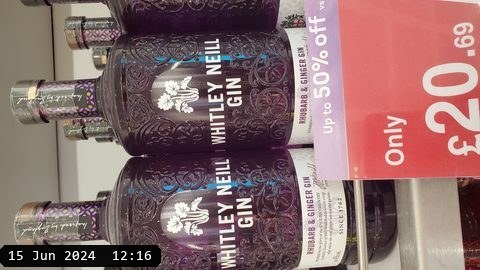 WHITLEY NEILL
GIN
RHUBARB & GINGER GIN
WHITLEY NEILL
GIN
RHUBARB & GINGER GIN
SINCE 1762
Up to 50% off
Only
£20.69
15 Jun 2024 12:16